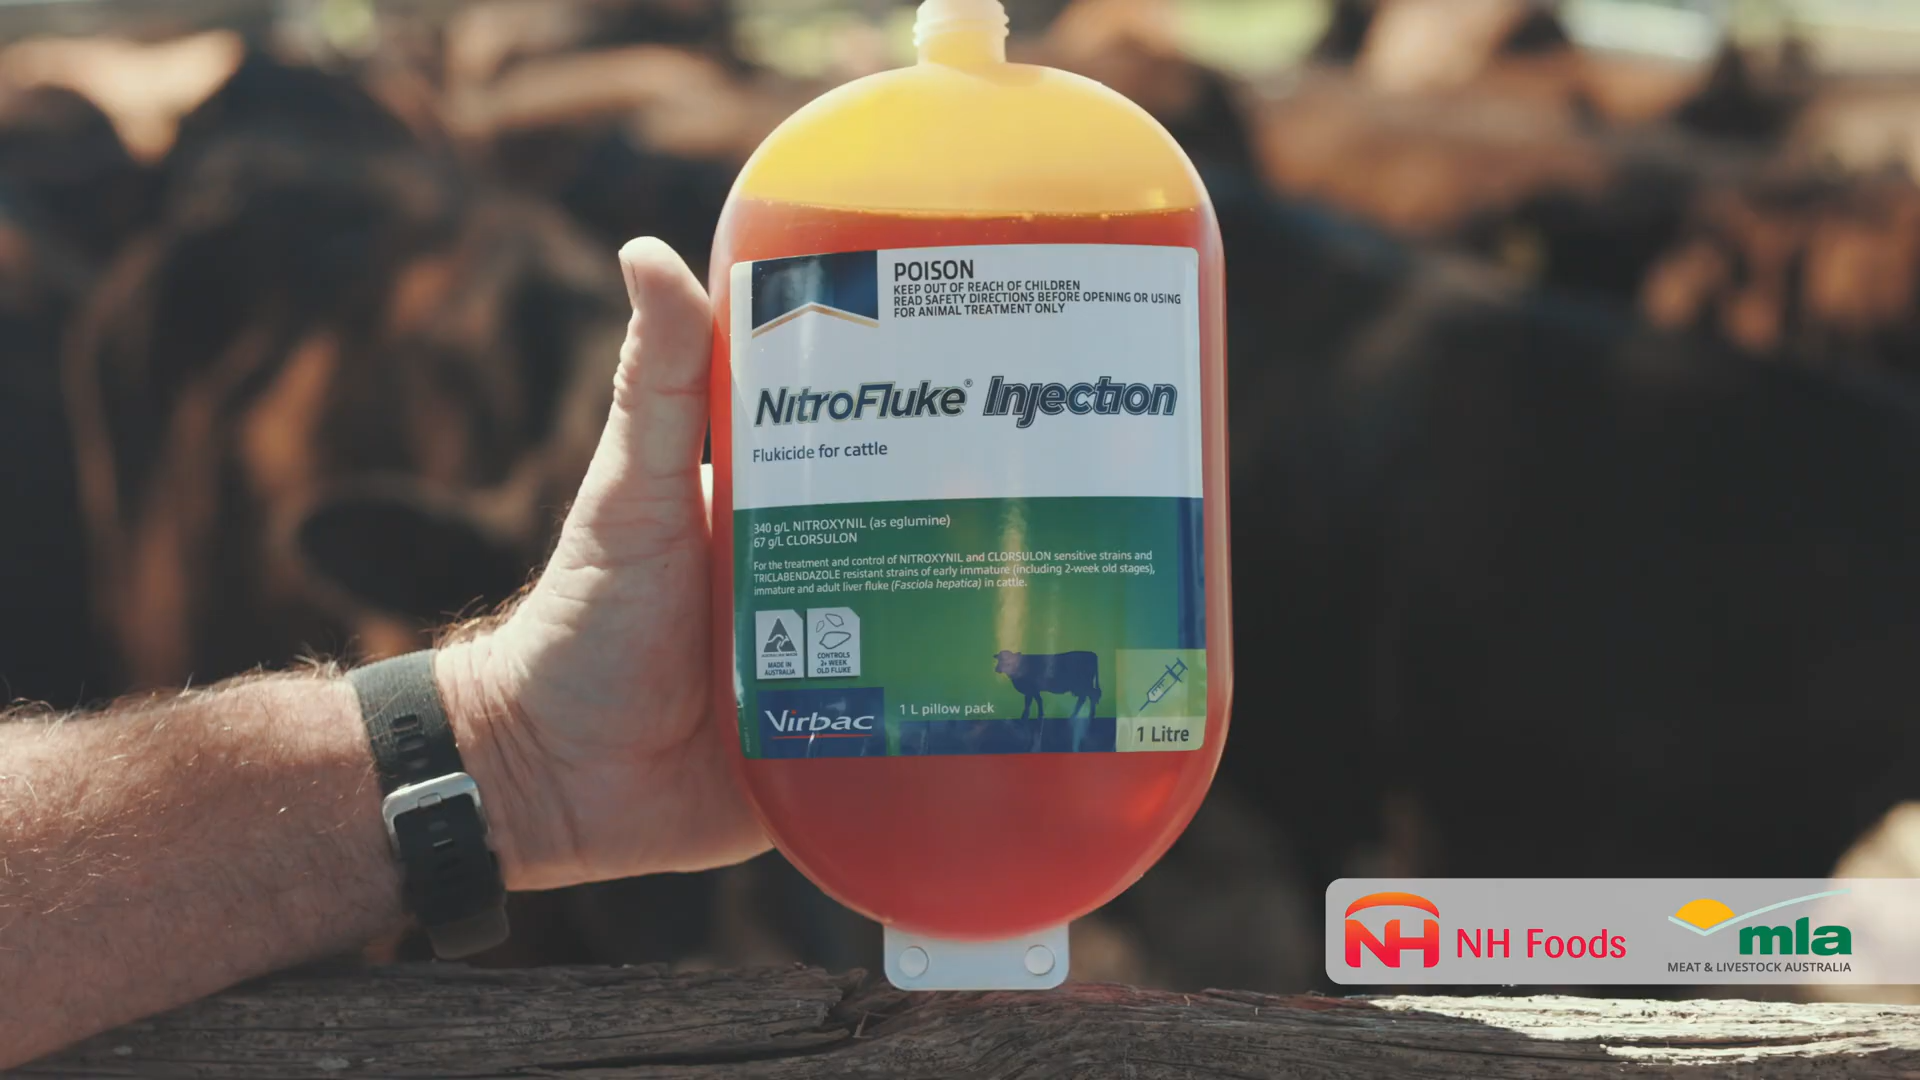 POISON
KEEP OUT OF REACH OF CHILDREN
READ SAFETY DIRECTIONS BEFORE OPENING OR USING
FOR ANIMAL TREATMENT ONLY
NitroFluke® Injection
Flukicide for cattle
340 g/L NITROXYNIL (as eglumine)
67 g/L CLORSULON
For the treatment and control of NITROXYNIL and CLORSULON sensitive strains and
TRICLABENDAZOLE resistant strains of early immature (including 2-week old stages),
immature and adult liver fluke (Fasciola hepatica) in cattle.
MADE IN
AUSTRALIA
CONTROLS
2+ WEEK
OLD FLUKE
Virbac
1 L pillow pack
1 Litre
NH NH Foods
mla
MEAT & LIVESTOCK AUSTRALIA